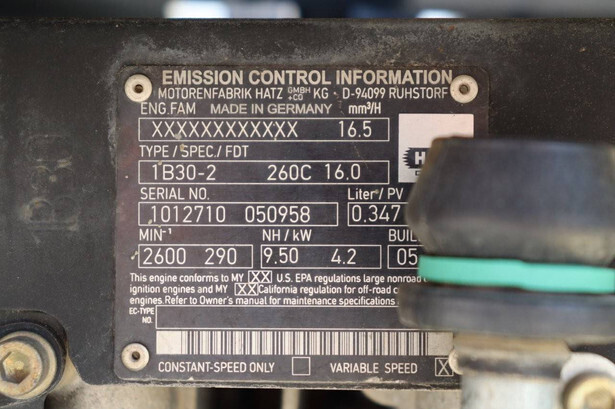 EMISSION CONTROL INFORMATION
MOTORENFABRIK HATZ GMBH +CO KG · D-94099 RUHSTORF
ENG.FAM MADE IN GERMANY mm³/H
XXXXXXXXXXXX 16.5
TYPE / SPEC./ FDT
1B30-2 260C 16.0
SERIAL NO. Liter/ PV
1012710 050958 0.347
MIN⁻¹ NH / kW
2600 290 9.50 4.2 05
This engine conforms to MY XX U.S. EPA regulations large nonroad
ignition engines and MY XX California regulation for off-road
engines. Refer to Owner's manual for maintenance specifications
EC-TYPE NO.
CONSTANT-SPEED ONLY VARIABLE SPEED X